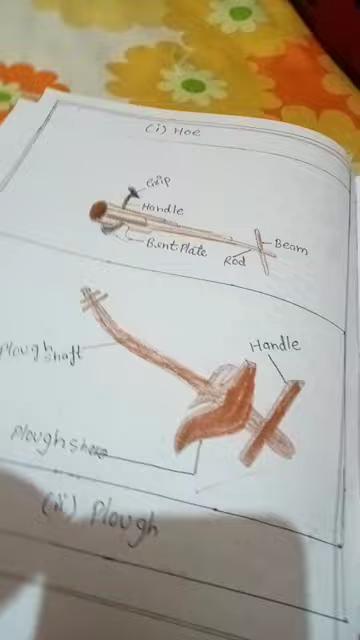 (i) Hoe
Grip
Handle
Beam
Bent Plate
Rod
Handle
Plough
shaft
Ploughshare
(ii) Plough